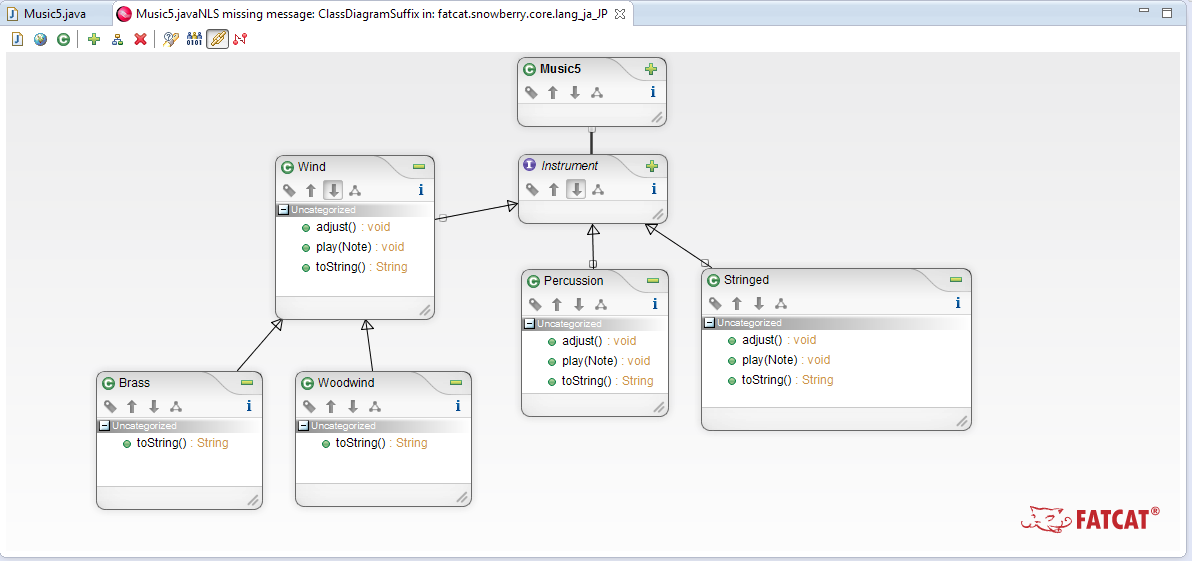 Music5.java
Music5.javaNLS missing message: ClassDiagramSuffix in: fatcat.snowberry.core.lang_ja_JP
Music5
Wind
Uncategorized
adjust() : void
play(Note) : void
toString() : String
Instrument
Percussion
Uncategorized
adjust() : void
play(Note) : void
toString() : String
Stringed
Uncategorized
adjust() : void
play(Note) : void
toString() : String
Brass
Uncategorized
toString() : String
Woodwind
Uncategorized
toString() : String
FATCAT®